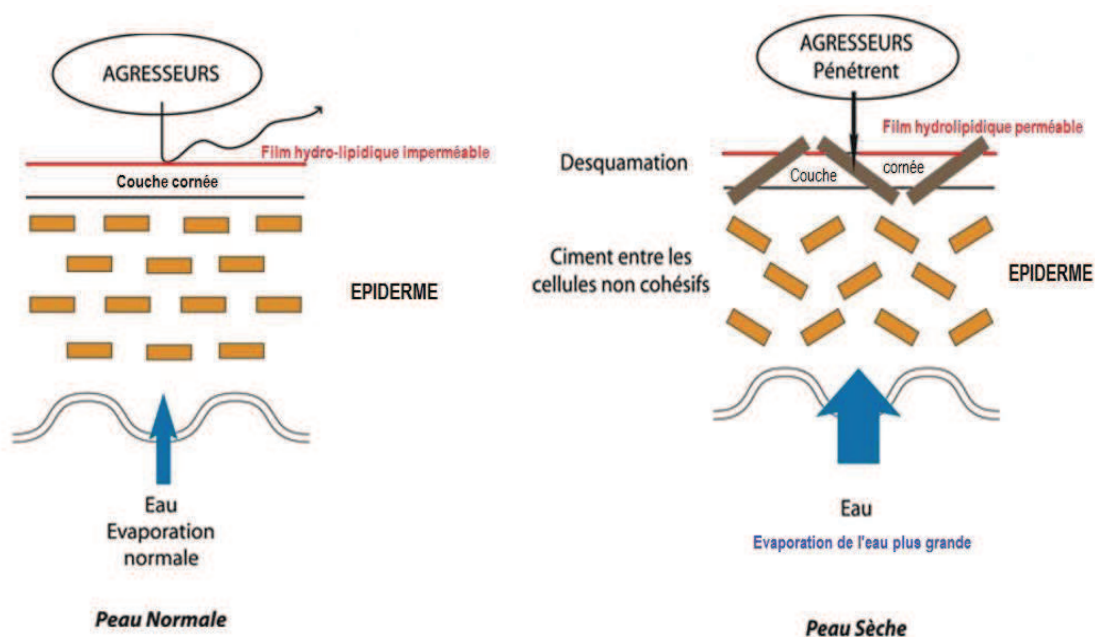 AGRESSEURS
Film hydro-lipidique imperméable
Couche cornée
EPIDERME
Eau
Evaporation
normale
Peau Normale
AGRESSEURS
Pénétrent
Film hydrolipidique perméable
Desquamation
Couche cornée
Ciment entre les
cellules non cohésifs
EPIDERME
Eau
Evaporation de l'eau plus grande
Peau Sèche